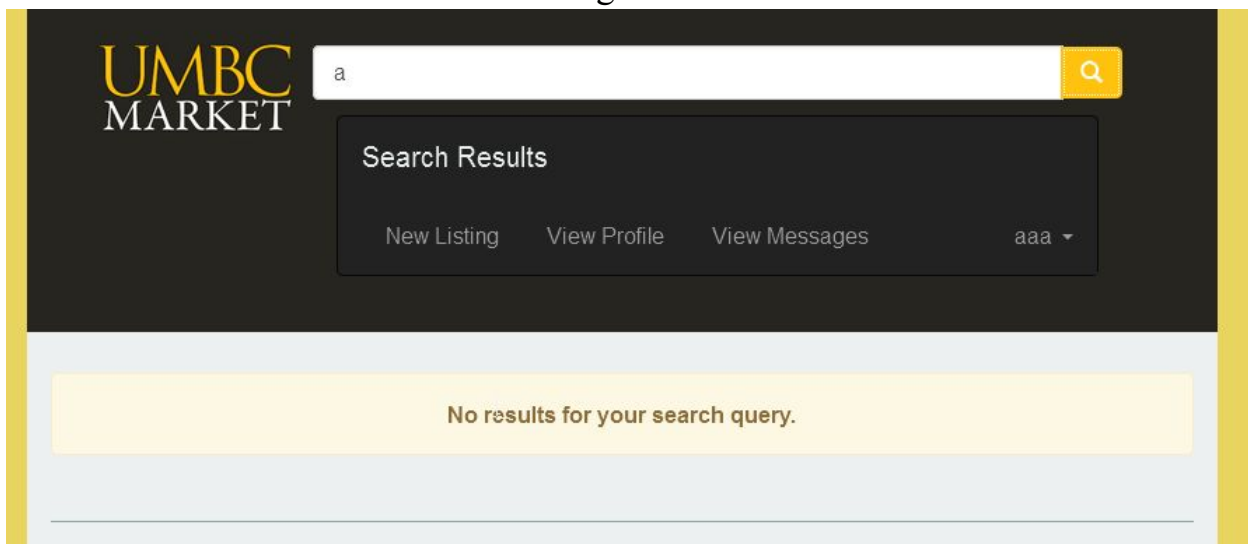 UMBC
MARKET
a
Search Results
New Listing View Profile View Messages aaa
No results for your search query.